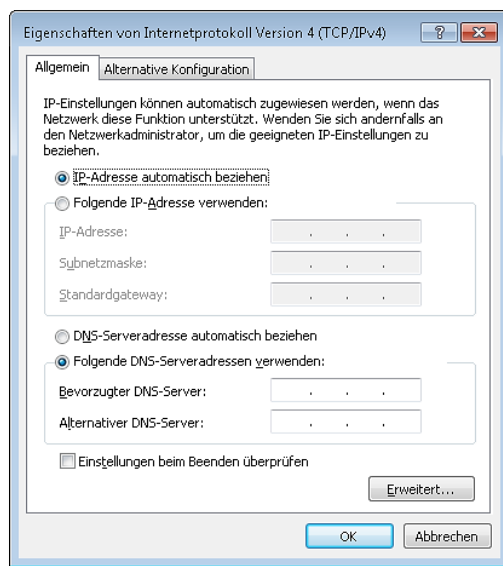 Eigenschaften von Internetprotokoll Version 4 (TCP/IPv4)
?
Allgemein
Alternative Konfiguration
IP-Einstellungen können automatisch zugewiesen werden, wenn das
Netzwerk diese Funktion unterstützt. Wenden Sie sich andernfalls an
den Netzwerkadministrator, um die geeigneten IP-Einstellungen zu
beziehen.
IP-Adresse automatisch beziehen
Folgende IP-Adresse verwenden:
IP-Adresse:
Subnetzmaske:
Standardgateway:
DNS-Serveradresse automatisch beziehen
Folgende DNS-Serveradressen verwenden:
Bevorzugter DNS-Server:
Alternativer DNS-Server:
Einstellungen beim Beenden überprüfen
Erweitert...
OK
Abbrechen